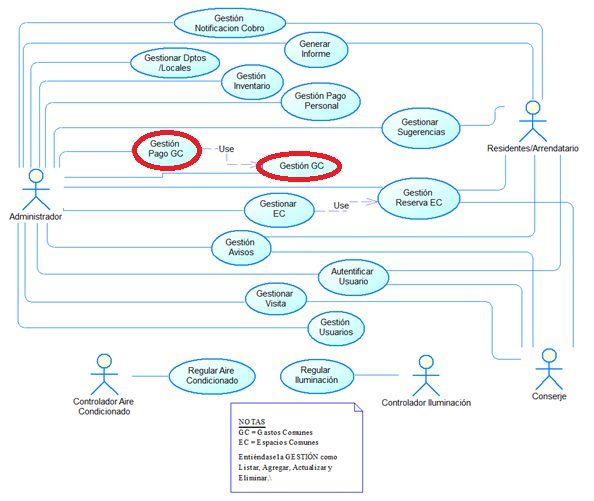 Gestión
Notificacion Cobro
Generar
Informe
Gestionar Dptos
/Locales
Gestión
Inventario
Gestión Pago
Personal
Gestionar
Sugerencias
Residentes/Arrendatario
Gestión
Pago GC
Use
Gestión GC
Administrador
Gestionar
EC
Use
Gestión
Reserva EC
Gestión
Avisos
Autentificar
Usuario
Gestionar
Visita
Gestión
Usuarios
Controlador Aire
Condicionado
Regular Aire
Condicionado
Regular
Iluminación
Controlador Iluminación
Conserje
NOTAS
GC = Gastos Comunes
EC = Espacios Comunes
Entiéndase la GESTIÓN como
Listar, Agregar, Actualizar y
Eliminar.\